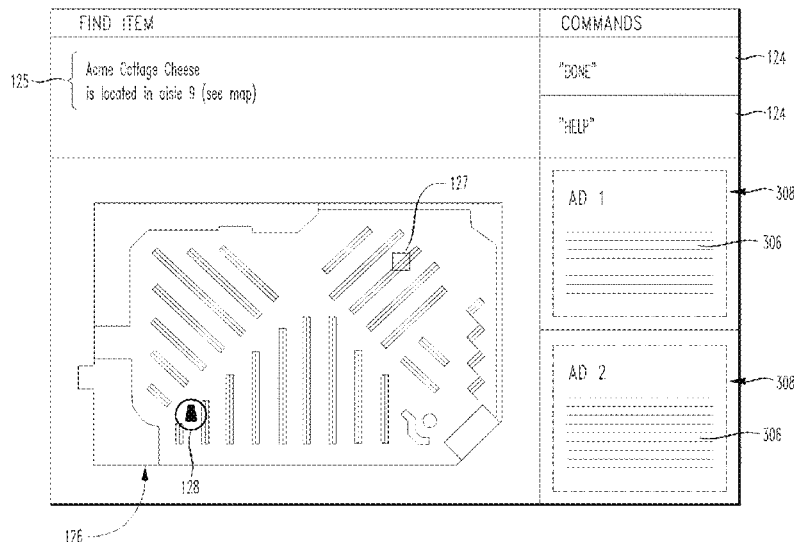 FIND ITEM
COMMANDS
125
Acme Cottage Cheese
is located in aisle 9 (see map)
"DONE"
124
"HELP"
124
127
AD 1
308
306
AD 2
308
306
128
126